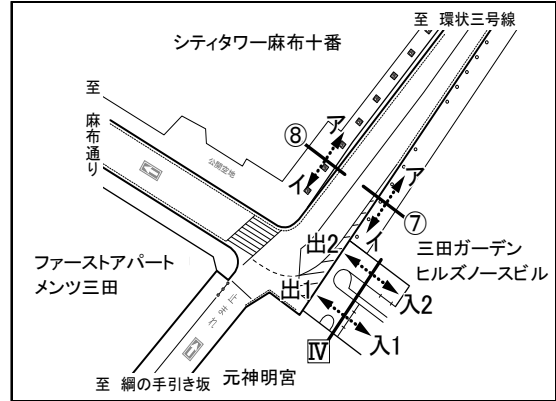 至 環状三号線
シティタワー麻布十番
至 麻布通り
公開空地
⑧
ア
イ
ア
⑦
イ
出2
三田ガーデン
ヒルズノースビル
ファーストアパート
メンツ三田
出1
入2
入1
Ⅳ
止まれ
至 綱の手引き坂
元神明宮